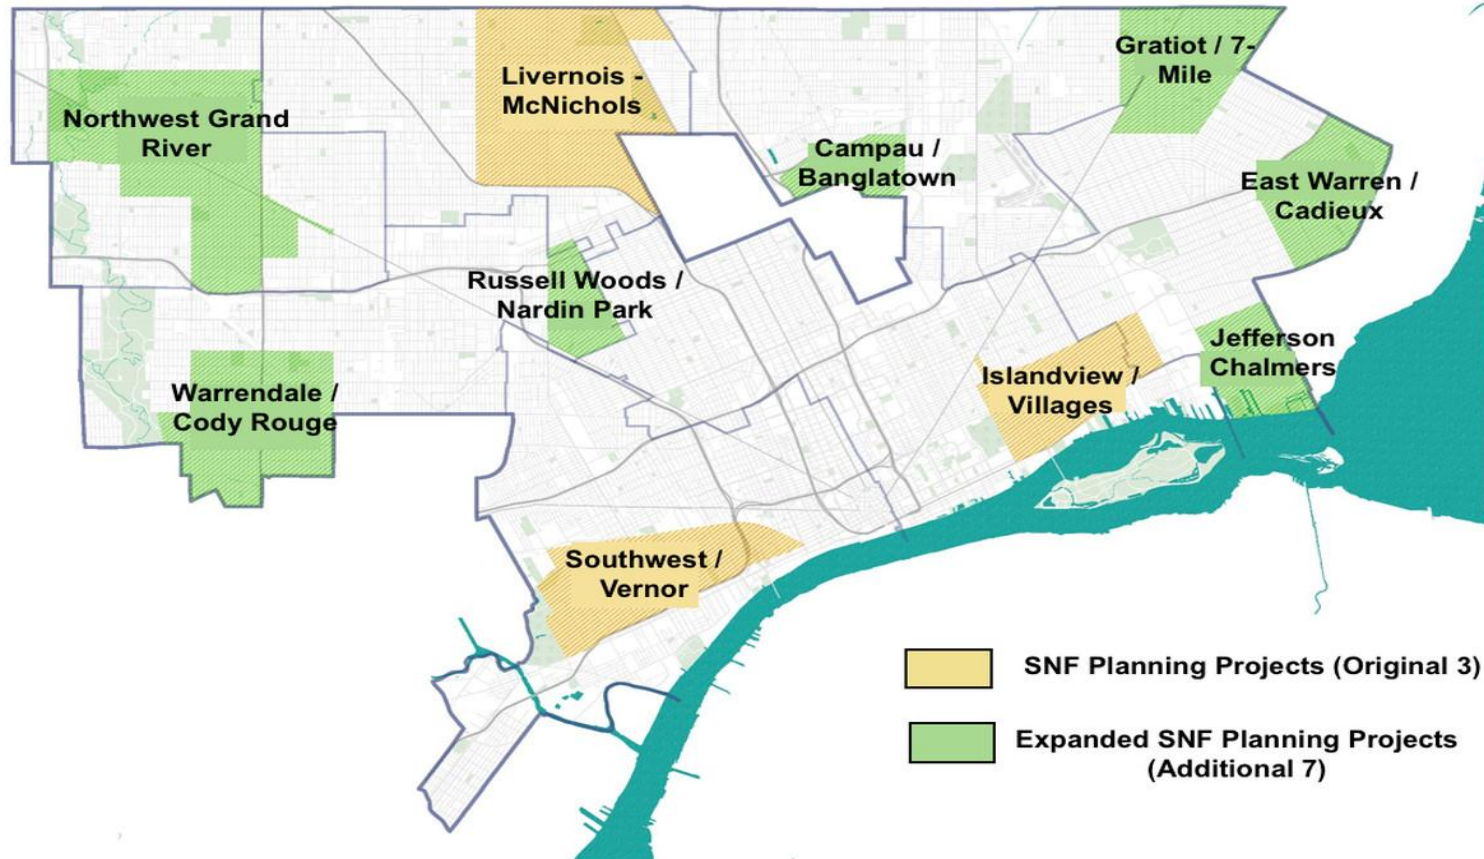 Gratiot / 7-
Mile
Livernois -
McNichols
Northwest Grand
River
Campau /
Banglatown
East Warren /
Cadieux
Russell Woods /
Nardin Park
Jefferson
Chalmers
Islandview /
Villages
Warrendale /
Cody Rouge
Southwest /
Vernor
SNF Planning Projects (Original 3)
Expanded SNF Planning Projects
(Additional 7)